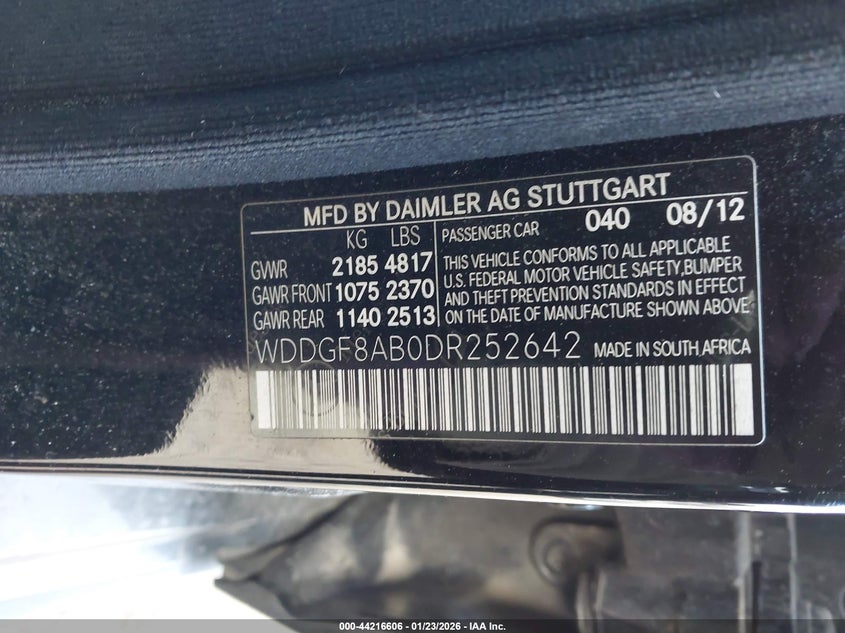 MFD BY DAIMLER AG STUTTGART
KG LBS
GVWR 2185 4817
GAWR FRONT 1075 2370
GAWR REAR 1140 2513
PASSENGER CAR 040 08/12
THIS VEHICLE CONFORMS TO ALL APPLICABLE
U.S. FEDERAL MOTOR VEHICLE SAFETY,BUMPER
AND THEFT PREVENTION STANDARDS IN EFFECT
ON THE DATE OF MANUFACTURE SHOWN ABOVE
WDDGF8AB0DR252642 MADE IN SOUTH AFRICA
000-44216606 - 01/23/2026 - IAA Inc.